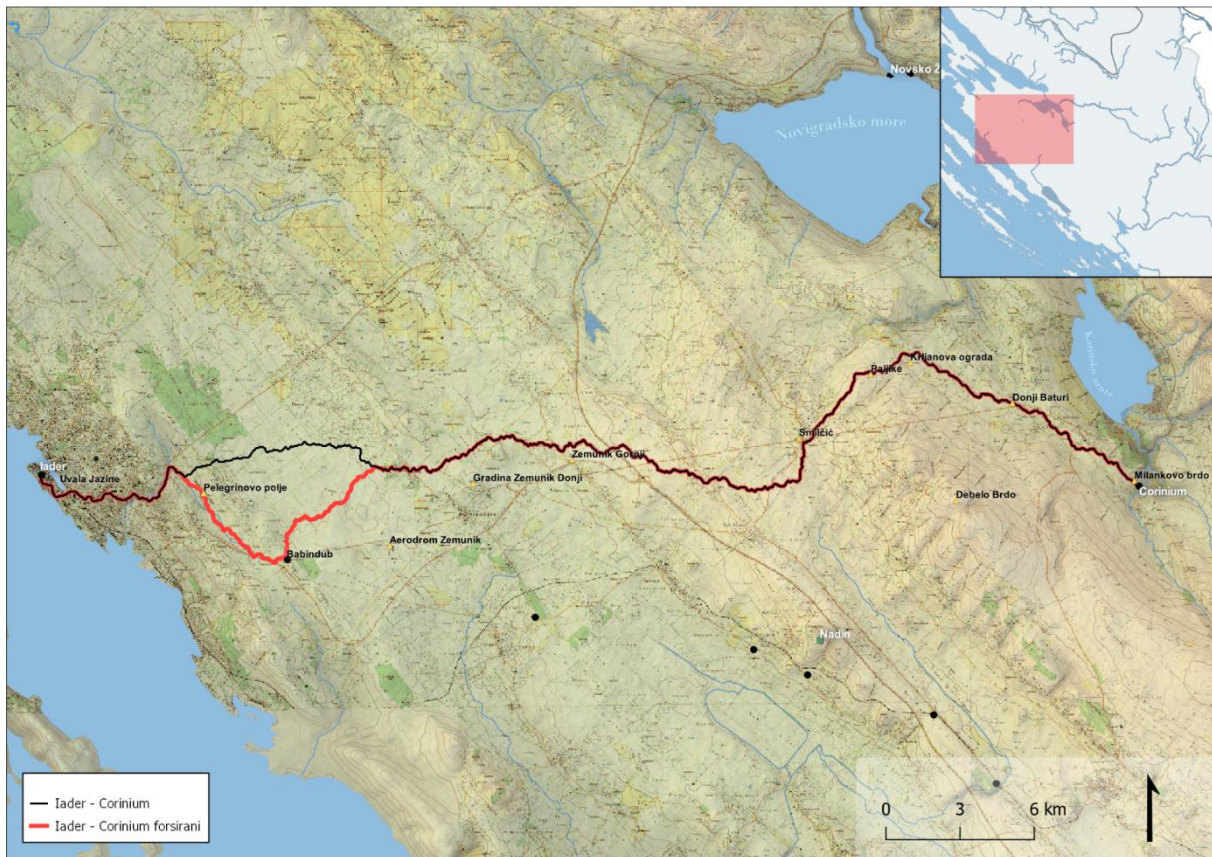 Novsko Ž
Novigradsko more
Karinsko more
Krljanova ograda
Paljike
Donji Baturi
Smilčić
Iader
Uvala Jazine
Zemunik Gornji
Milankovo brdo
Corinium
Gradina Zemunik Donji
Pelegrinovo polje
Debelo Brdo
Aerodrom Zemunik
Babindub
Nadin
Iader - Corinium
Iader - Corinium forsirani
0 3 6 km